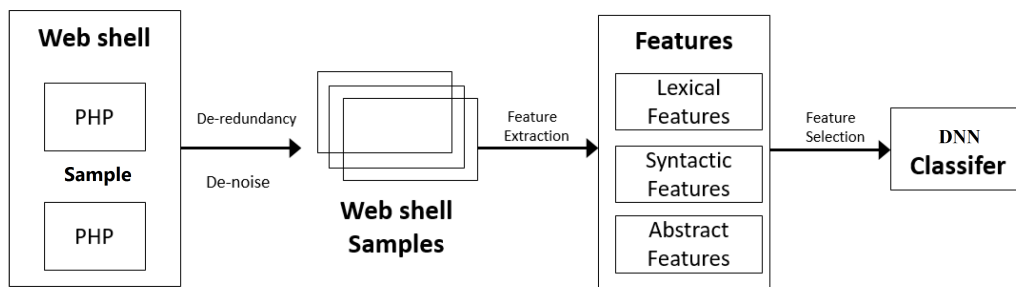 Web shell
PHP
Sample
PHP
De-redundancy
De-noise
Web shell
Samples
Feature
Extraction
Features
Lexical
Features
Syntactic
Features
Abstract
Features
Feature
Selection
DNN
Classifer